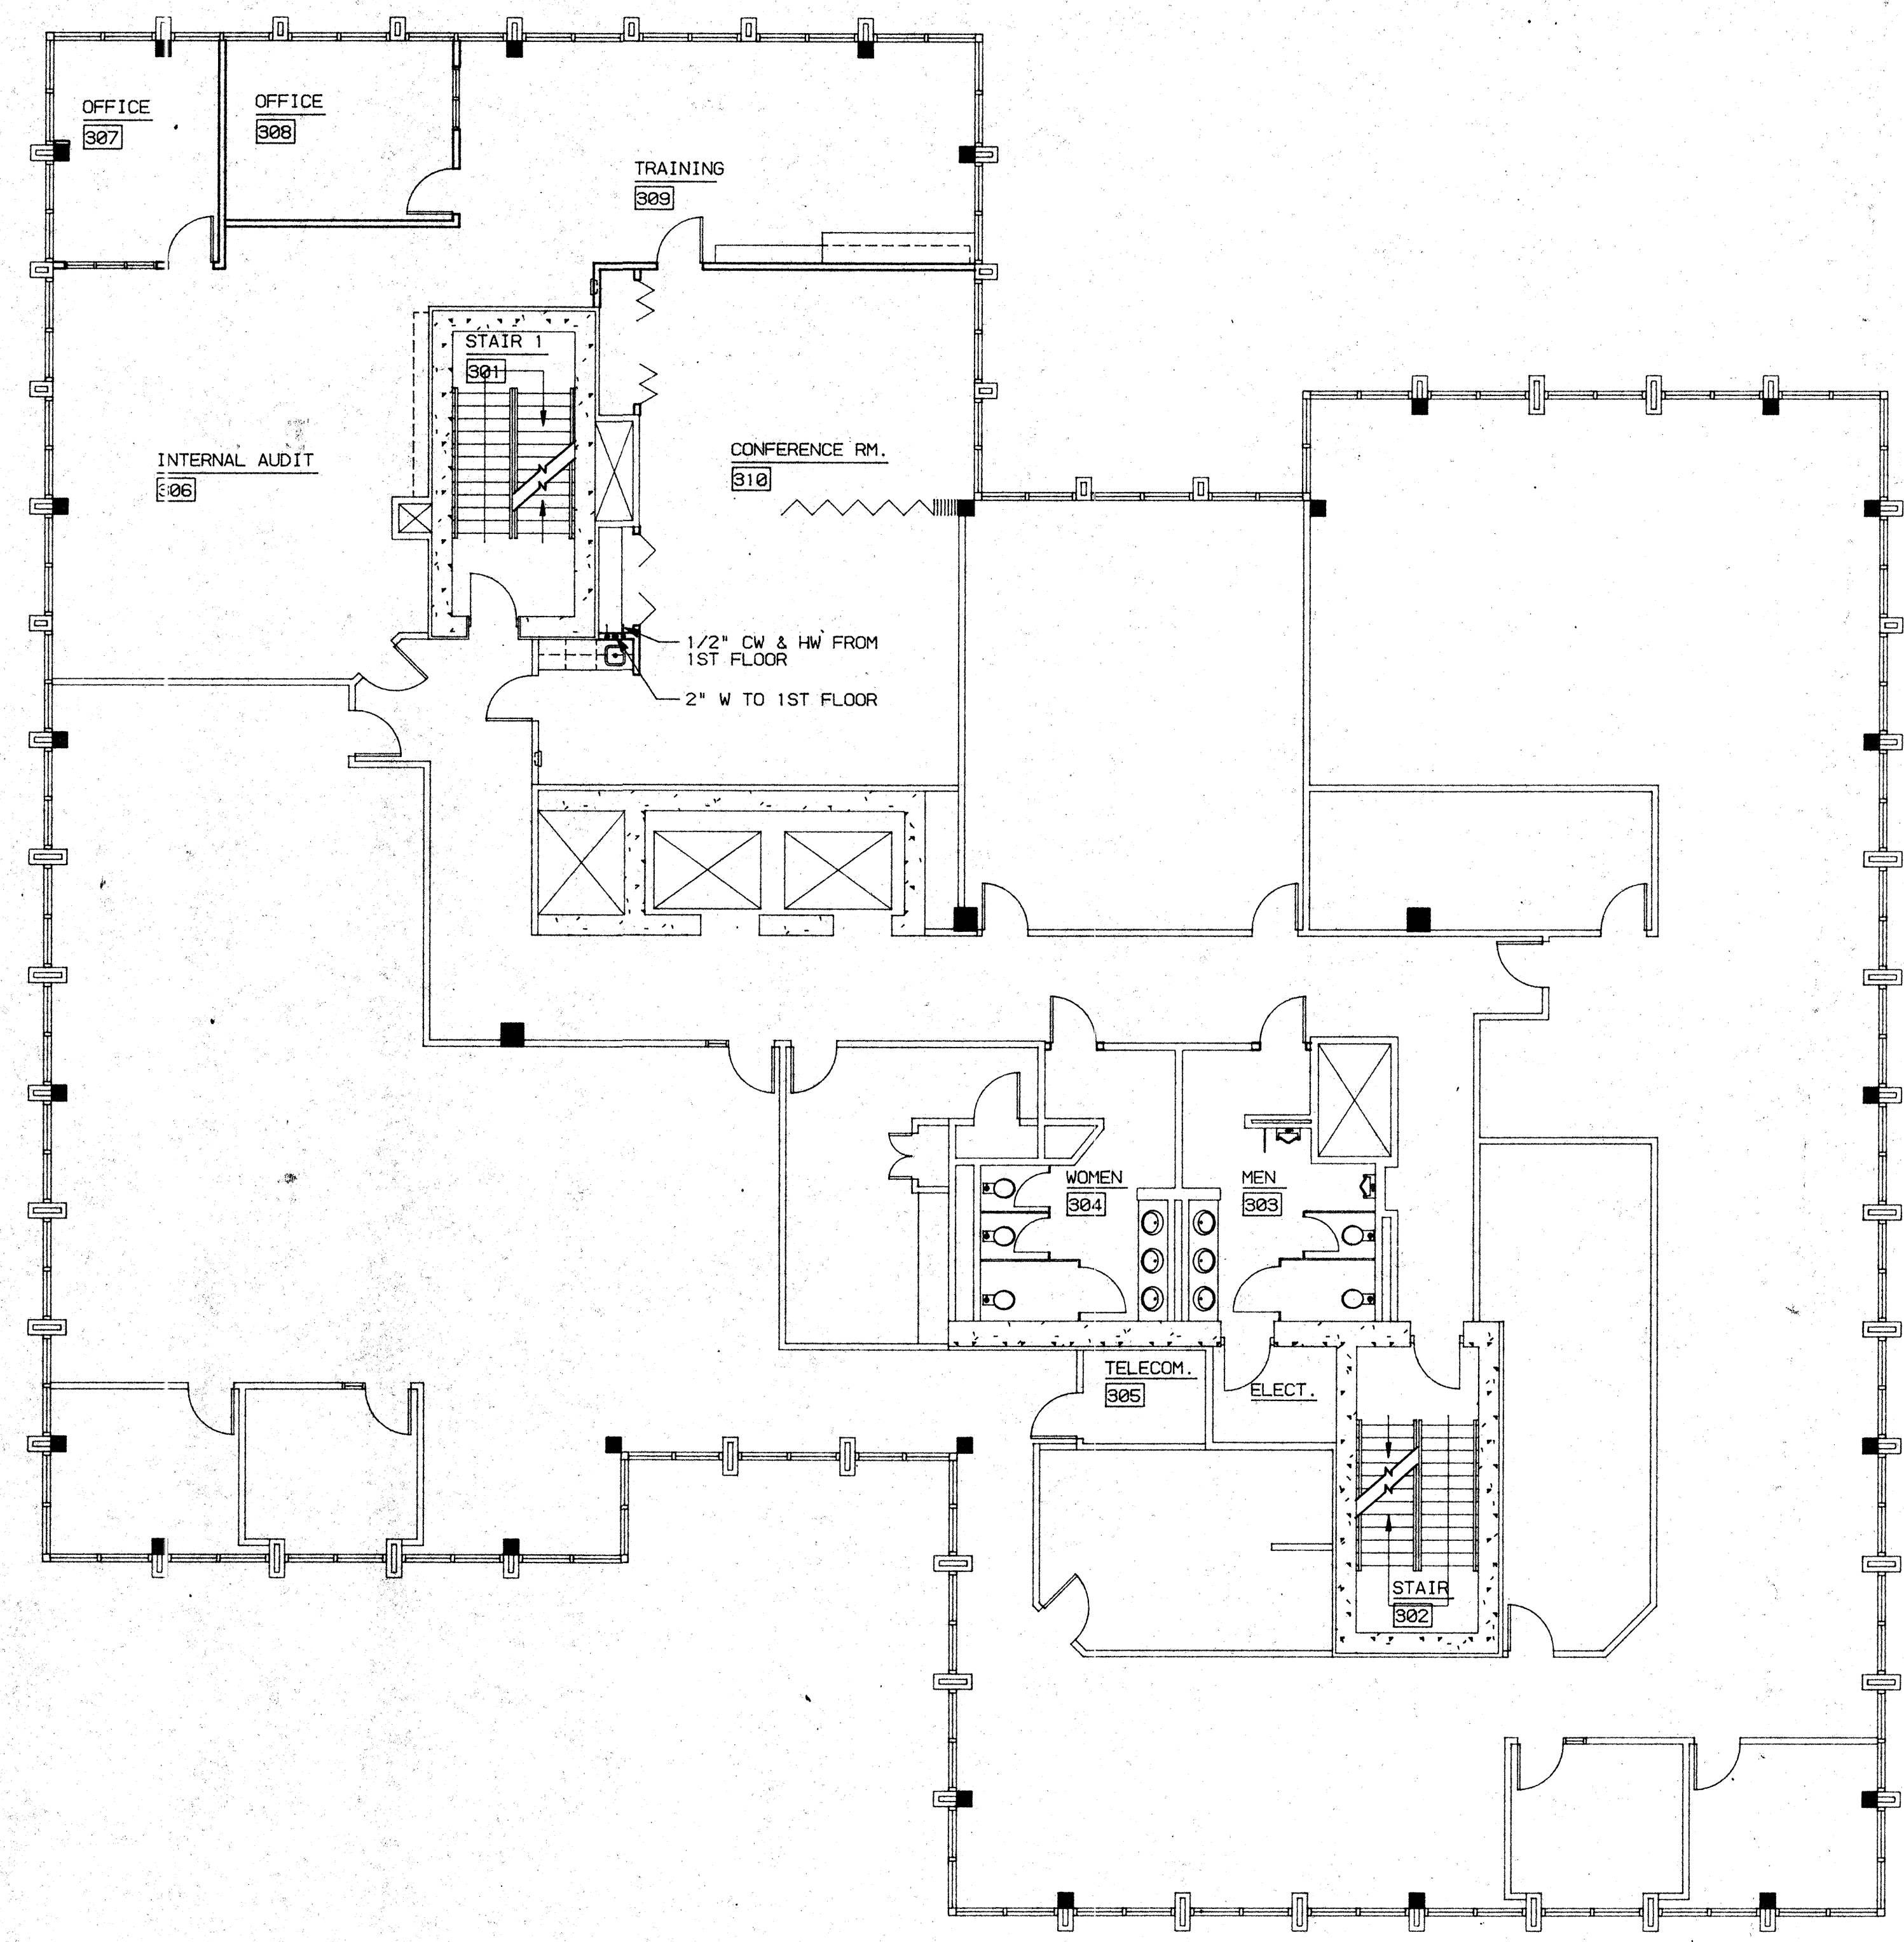 OFFICE
307
OFFICE
308
TRAINING
309
STAIR 1
301
INTERNAL AUDIT
306
CONFERENCE RM.
310
1/2" CW & HW FROM
1ST FLOOR
2" W TO 1ST FLOOR
WOMEN
304
MEN
303
TELECOM.
305
ELECT.
STAIR
302